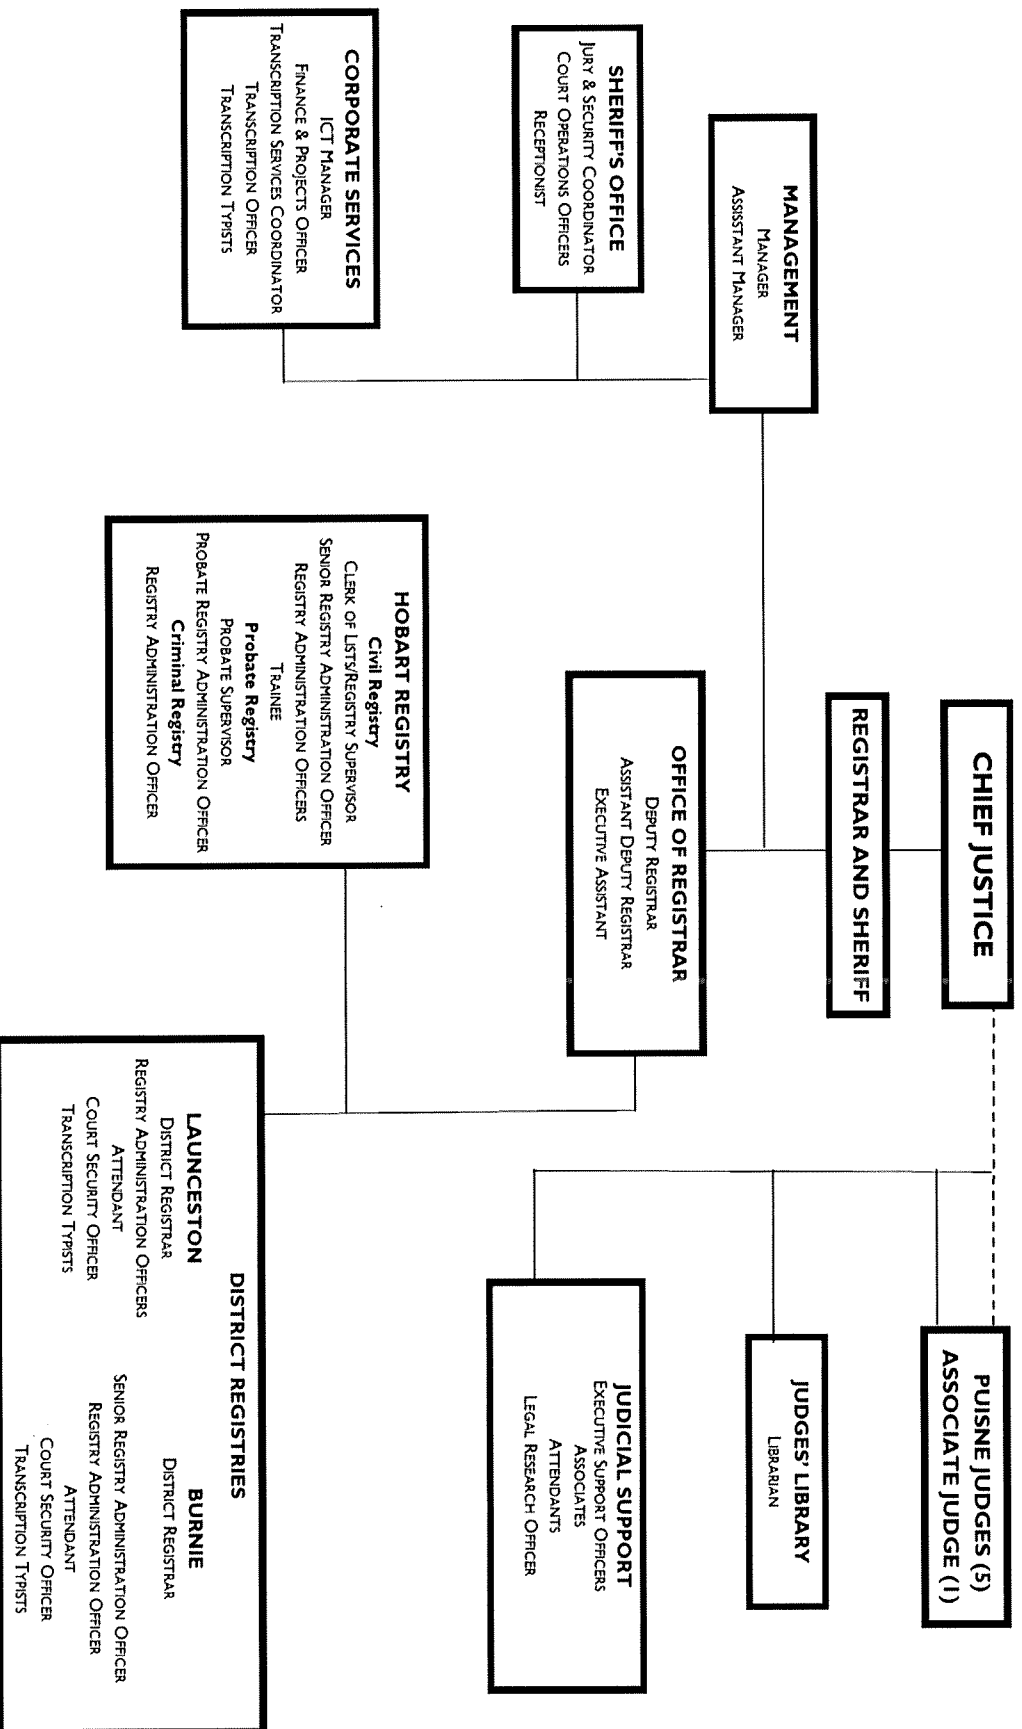 CHIEF JUSTICE
PUISNE JUDGES (5)
ASSOCIATE JUDGE (1)
REGISTRAR AND SHERIFF
MANAGEMENT
MANAGER
ASSISTANT MANAGER
JUDGES' LIBRARY
LIBRARIAN
OFFICE OF REGISTRAR
DEPUTY REGISTRAR
ASSISTANT DEPUTY REGISTRAR
EXECUTIVE ASSISTANT
SHERIFF'S OFFICE
JURY & SECURITY COORDINATOR
COURT OPERATIONS OFFICERS
RECEPTIONIST
JUDICIAL SUPPORT
EXECUTIVE SUPPORT OFFICERS
ASSOCIATES
ATTENDANTS
LEGAL RESEARCH OFFICER
CORPORATE SERVICES
ICT MANAGER
FINANCE & PROJECTS OFFICER
TRANSCRIPTION SERVICES COORDINATOR
TRANSCRIPTION OFFICER
TRANSCRIPTION TYPISTS
HOBART REGISTRY
Civil Registry
CLERK OF LISTS/REGISTRY SUPERVISOR
SENIOR REGISTRY ADMINISTRATION OFFICER
REGISTRY ADMINISTRATION OFFICERS
TRAINEE
Probate Registry
PROBATE SUPERVISOR
PROBATE REGISTRY ADMINISTRATION OFFICER
Criminal Registry
REGISTRY ADMINISTRATION OFFICER
DISTRICT REGISTRIES
LAUNCESTON
DISTRICT REGISTRAR
REGISTRY ADMINISTRATION OFFICERS
ATTENDANT
COURT SECURITY OFFICER
TRANSCRIPTION TYPISTS
BURNIE
DISTRICT REGISTRAR
SENIOR REGISTRY ADMINISTRATION OFFICER
REGISTRY ADMINISTRATION OFFICER
ATTENDANT
COURT SECURITY OFFICER
TRANSCRIPTION TYPISTS